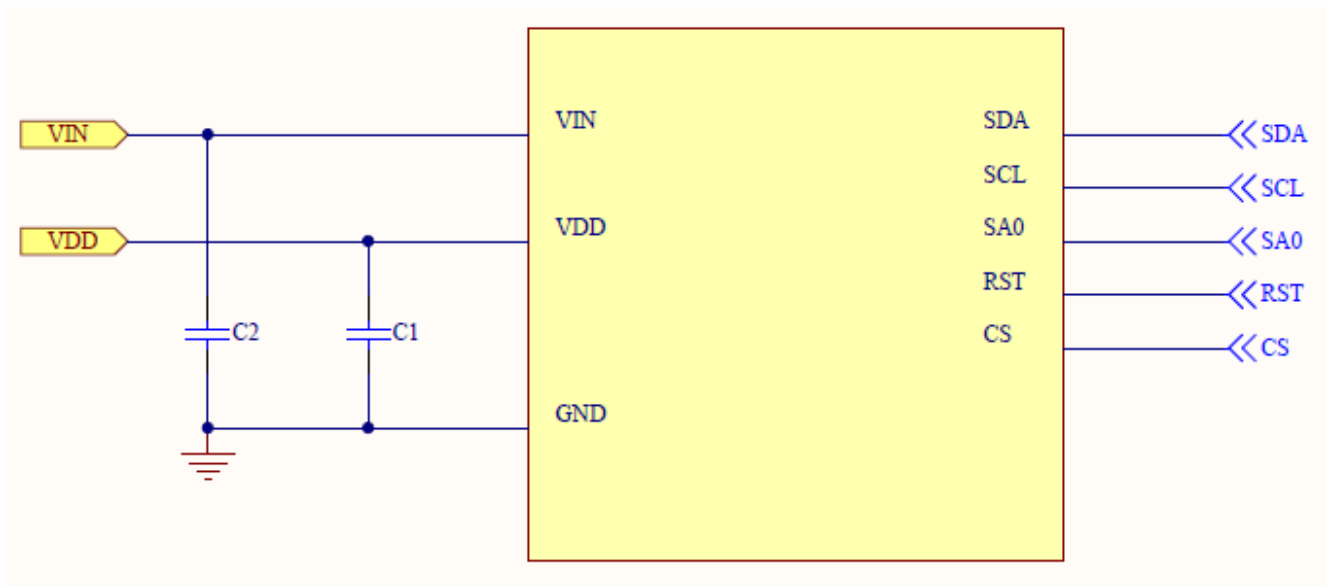 VIN VIN SDA SDA
SCL SCL
VDD VDD SA0 SA0
RST RST
C2 C1 CS CS
GND